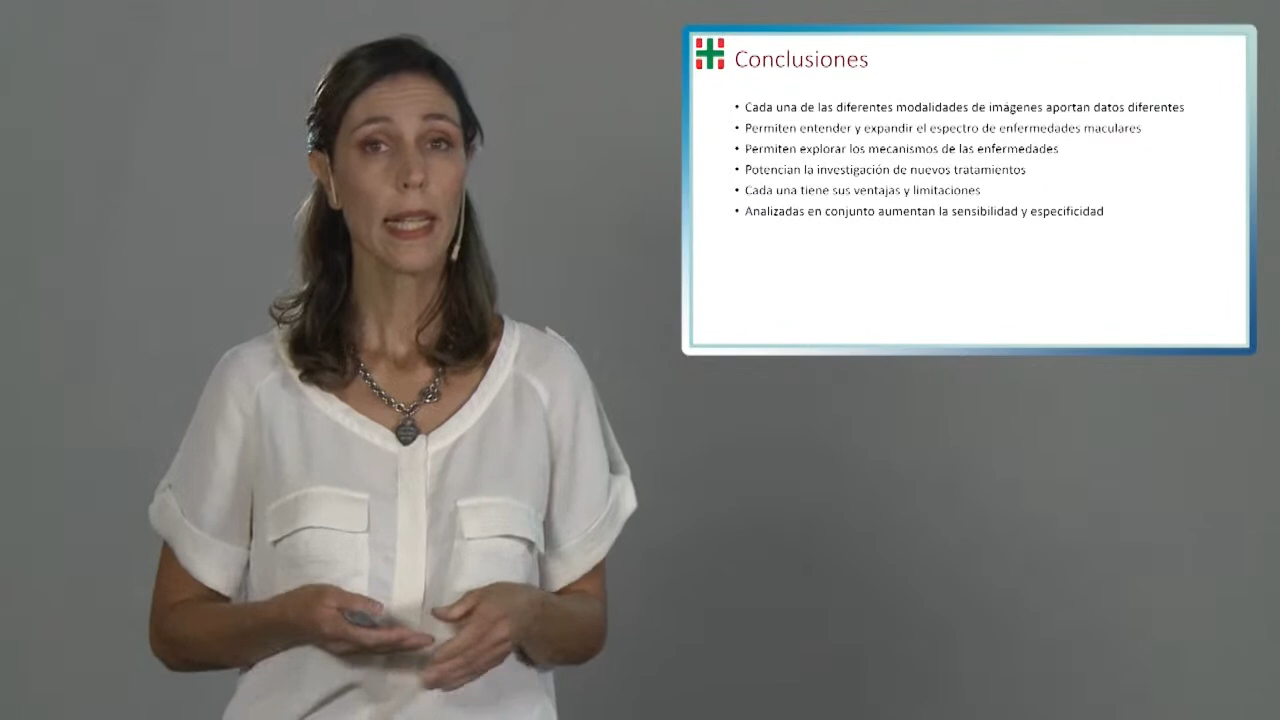 Conclusiones
• Cada una de las diferentes modalidades de imágenes aportan datos diferentes
• Permiten entender y expandir el espectro de enfermedades maculares
• Permiten explorar los mecanismos de las enfermedades
• Potencian la investigación de nuevos tratamientos
• Cada una tiene sus ventajas y limitaciones
• Analizadas en conjunto aumentan la sensibilidad y especificidad